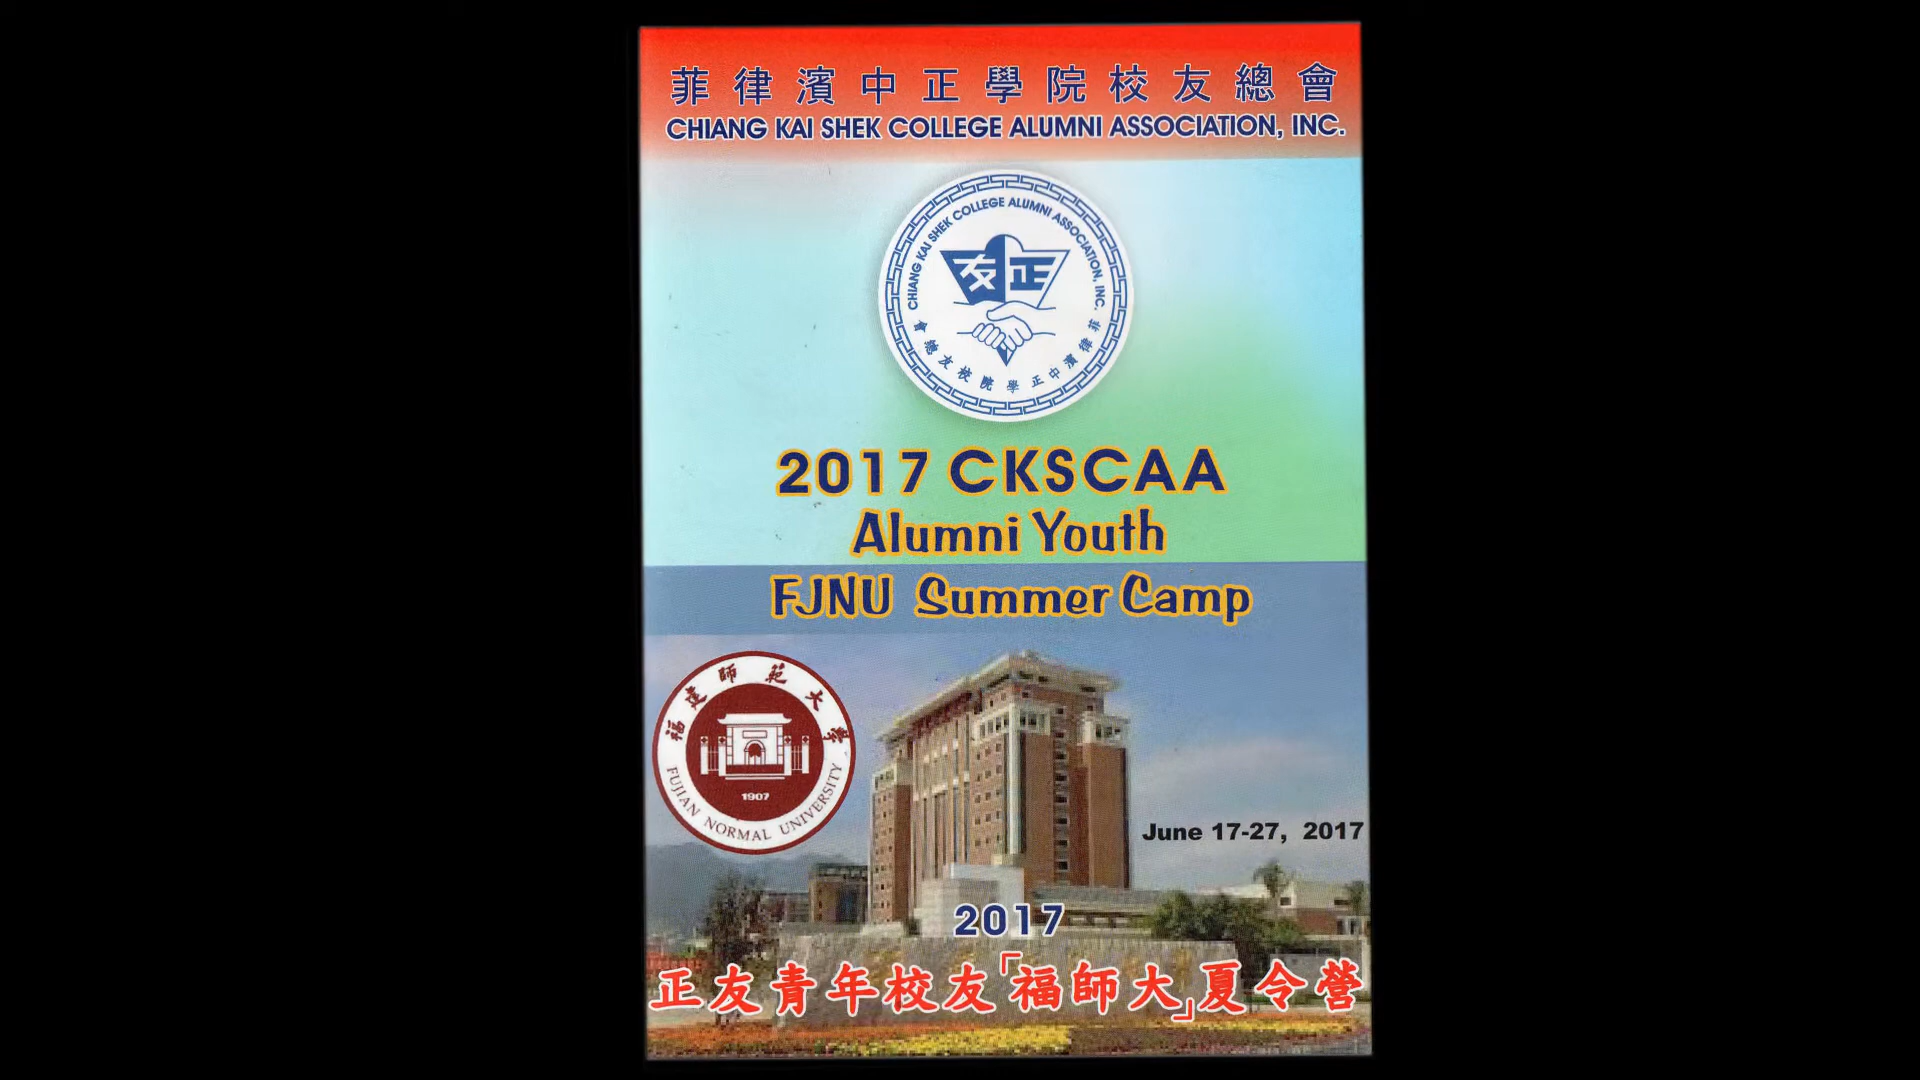 菲律濱中正學院校友總會
CHIANG KAI SHEK COLLEGE ALUMNI ASSOCIATION, INC.
CHIANG KAI SHEK COLLEGE ALUMNI ASSOCIATION, INC.
友正
菲律濱中正學院校友總會
2017 CKSCAA
Alumni Youth
FJNU Summer Camp
福建師範大學
1907
FUJIAN NORMAL UNIVERSITY
June 17-27, 2017
2017
正友青年校友「福師大」夏令營